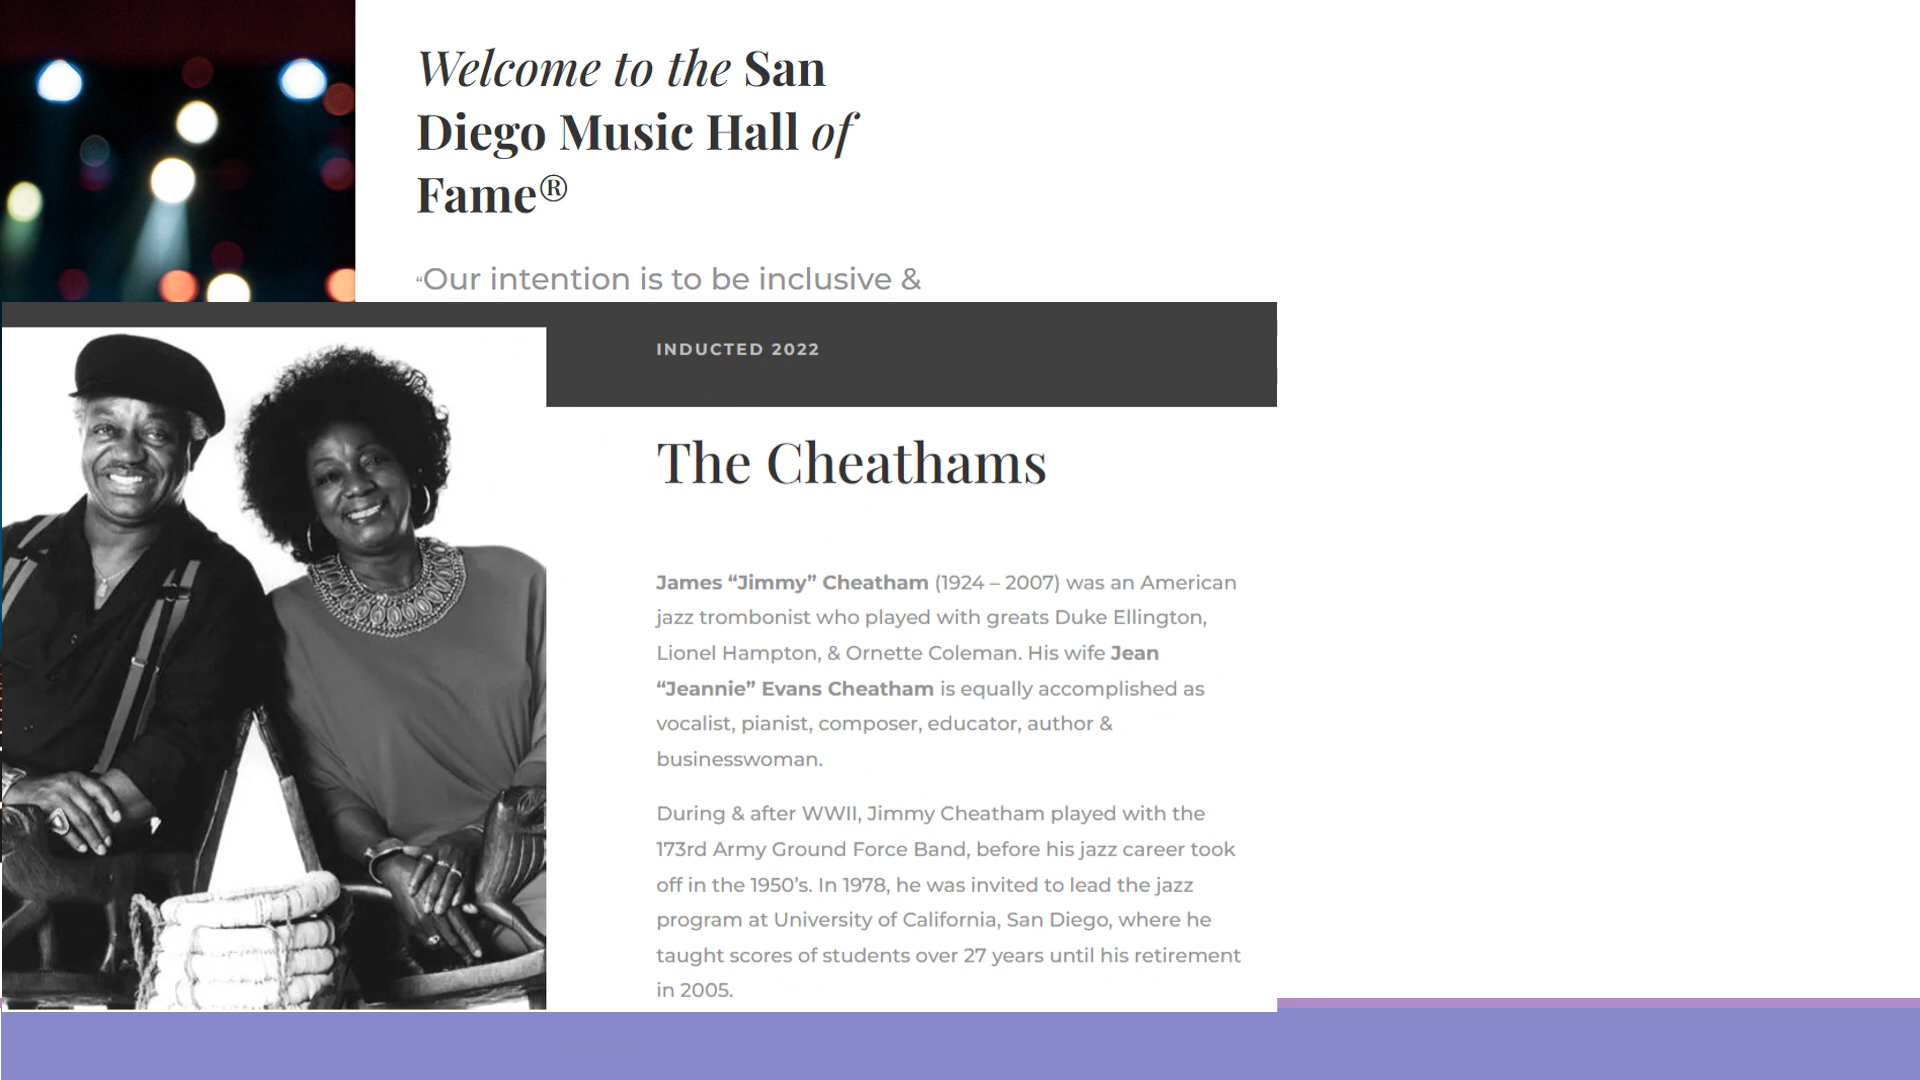 Welcome to the San
Diego Music Hall of
Fame®
“Our intention is to be inclusive &
INDUCTED 2022
The Cheathams
James “Jimmy” Cheatham (1924 – 2007) was an American
jazz trombonist who played with greats Duke Ellington,
Lionel Hampton, & Ornette Coleman. His wife Jean
“Jeannie” Evans Cheatham is equally accomplished as
vocalist, pianist, composer, educator, author &
businesswoman.
During & after WWII, Jimmy Cheatham played with the
173rd Army Ground Force Band, before his jazz career took
off in the 1950’s. In 1978, he was invited to lead the jazz
program at University of California, San Diego, where he
taught scores of students over 27 years until his retirement
in 2005.